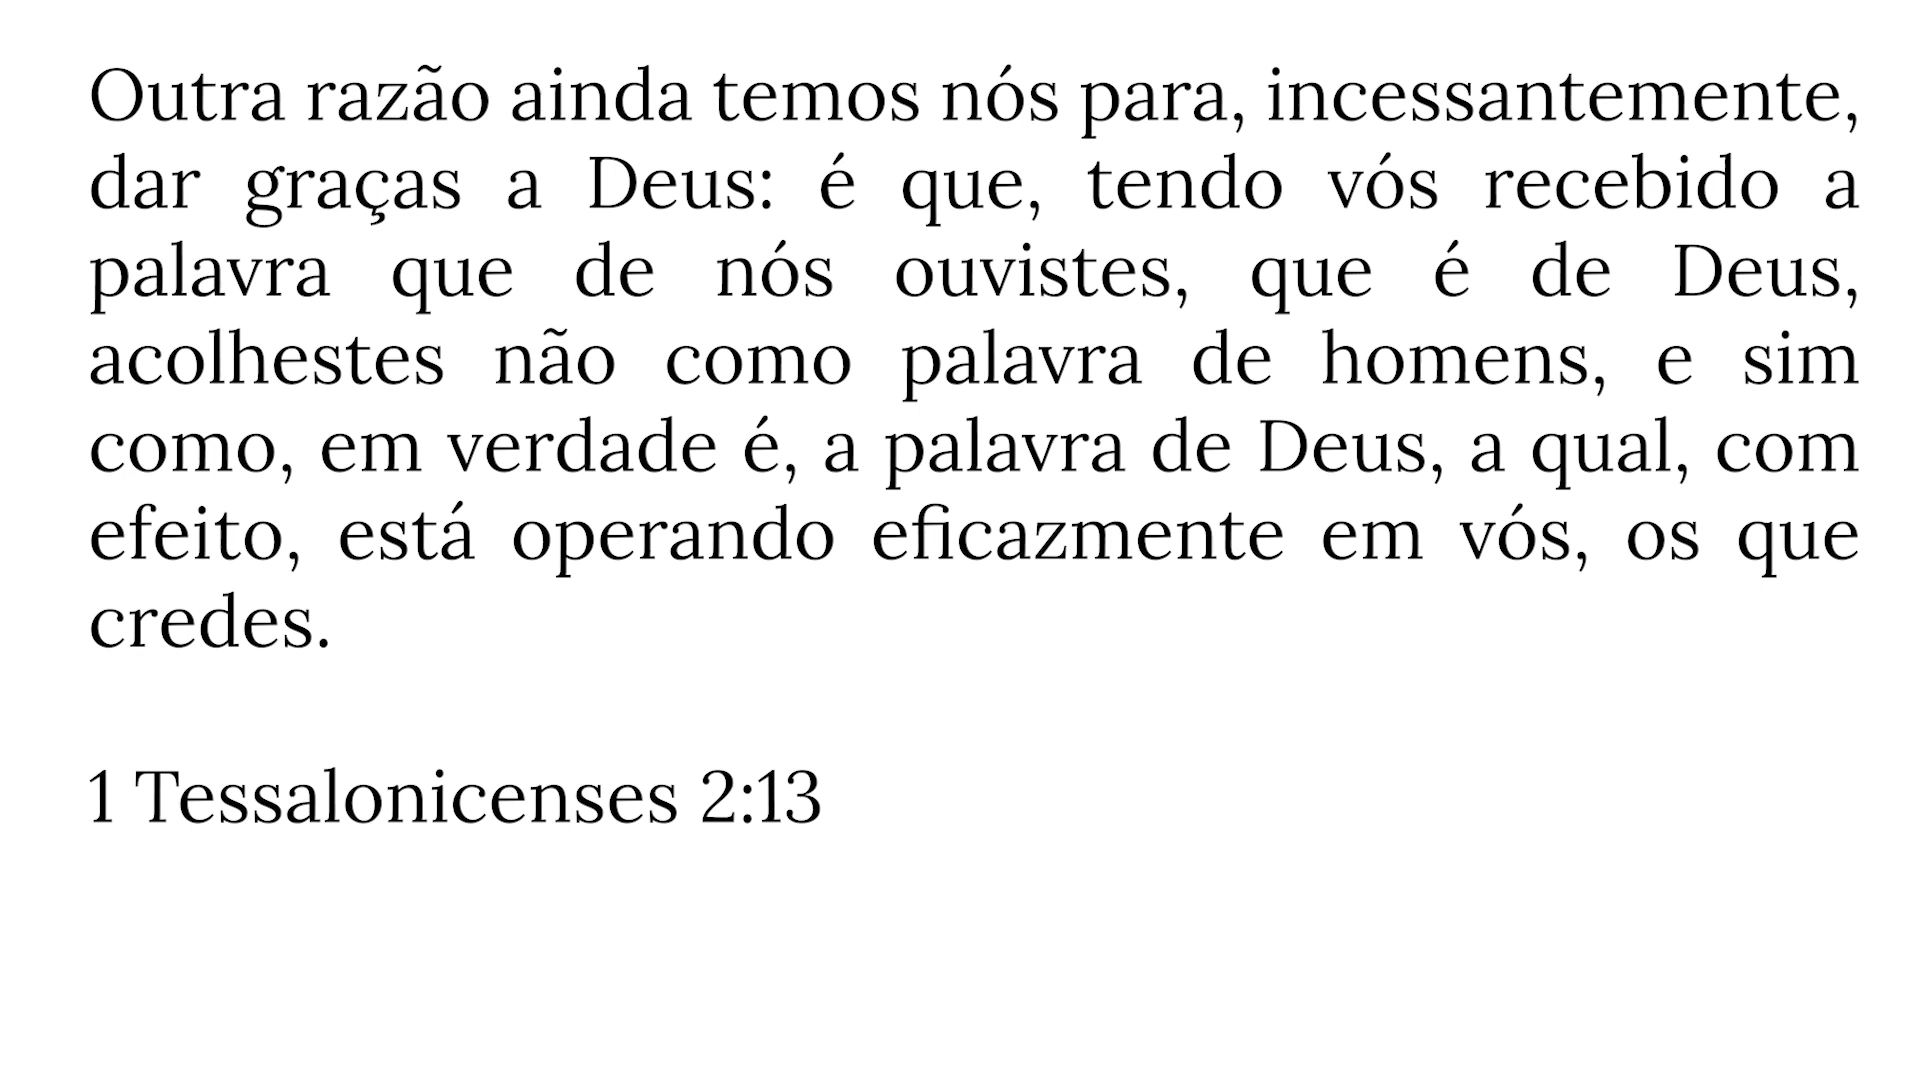 Outra razão ainda temos nós para, incessantemente,
dar graças a Deus: é que, tendo vós recebido a
palavra que de nós ouvistes, que é de Deus,
acolhestes não como palavra de homens, e sim
como, em verdade é, a palavra de Deus, a qual, com
efeito, está operando eficazmente em vós, os que
credes.
1 Tessalonicenses 2:13